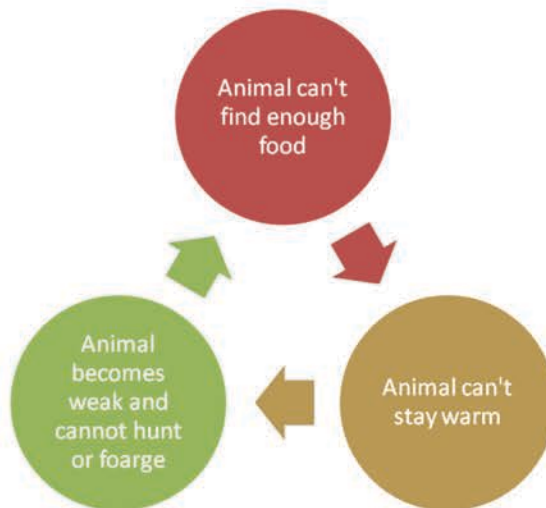 Animal can't
find enough
food
Animal can't
stay warm
Animal
becomes
weak and
cannot hunt
or foarge